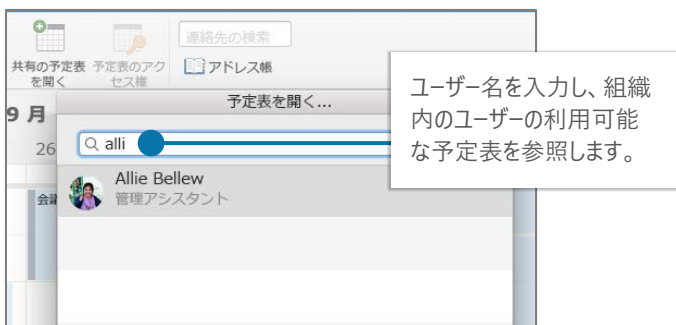 共有の予定表
を開く
予定表のアク
セス権
連絡先の検索
アドレス帳
9 月
予定表を開く...
26
alli
Allie Bellew
管理アシスタント
会議
ユーザー名を入力し、組織
内のユーザーの利用可能
な予定表を参照します。